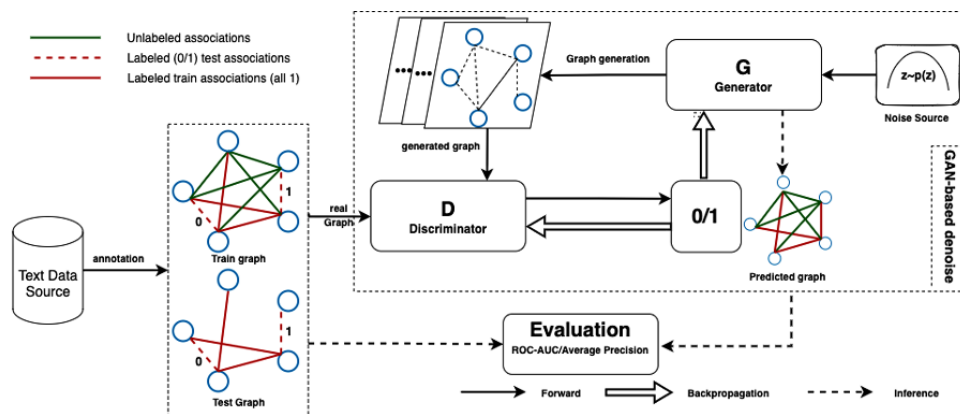 Unlabeled associations
Labeled (0/1) test associations
Labeled train associations (all 1)
Graph generation
G
Generator
z~p(z)
Noise Source
generated graph
D
Discriminator
0/1
real
Graph
Predicted graph
GAN-based denoise
Text Data
Source
annotation
1
0
Train graph
1
0
Test Graph
Evaluation
ROC-AUC/Average Precision
Forward
Backpropagation
Inference